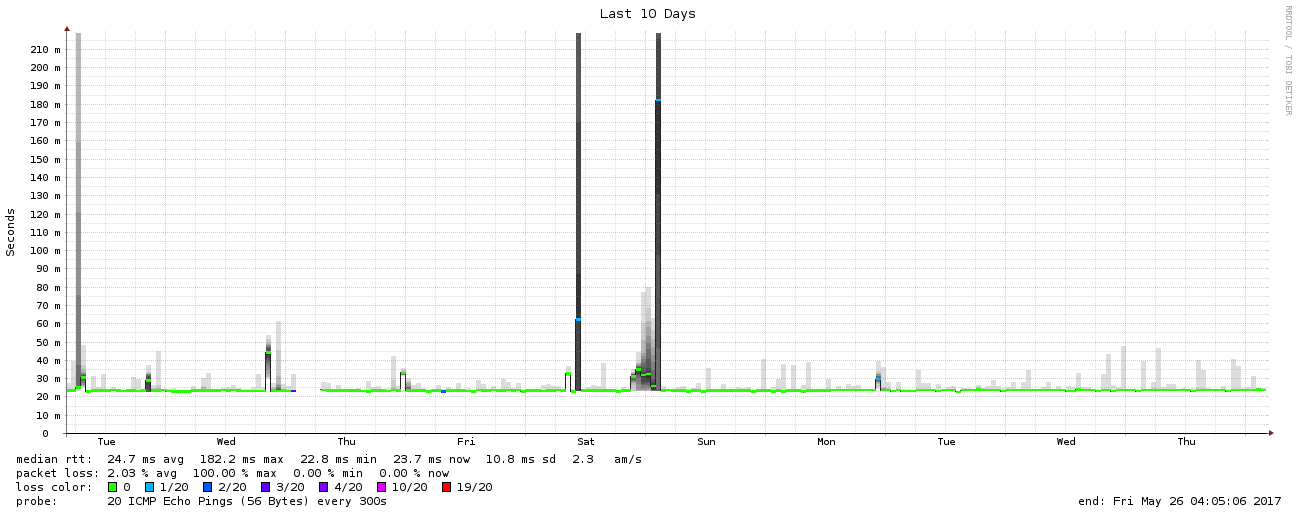 Last 10 Days
RRDTOOL / TOBI OETIKER
Seconds
210 m
200 m
190 m
180 m
170 m
160 m
150 m
140 m
130 m
120 m
110 m
100 m
90 m
80 m
70 m
60 m
50 m
40 m
30 m
20 m
10 m
0
Tue Wed Thu Fri Sat Sun Mon Tue Wed Thu
median rtt: 24.7 ms avg 182.2 ms max 22.8 ms min 23.7 ms now 10.8 ms sd 2.3 am/s
packet loss: 2.03 % avg 100.00 % max 0.00 % min 0.00 % now
loss color: 0 1/20 2/20 3/20 4/20 10/20 19/20
probe: 20 ICMP Echo Pings (56 Bytes) every 300s end: Fri May 26 04:05:06 2017